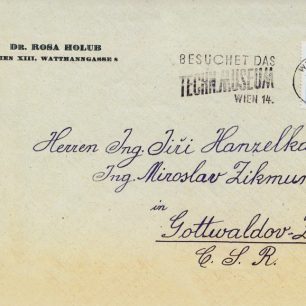 DR. ROSA HOLUB
WIEN XIII. WATTMANNGASSE 8
BESUCHET DAS
TECHN. MUSEUM
WIEN 14.
Herren Ing. Jiří Hanzelka
Ing. Miroslav Zikmun
in
Gottwaldov-
Č. S. R.